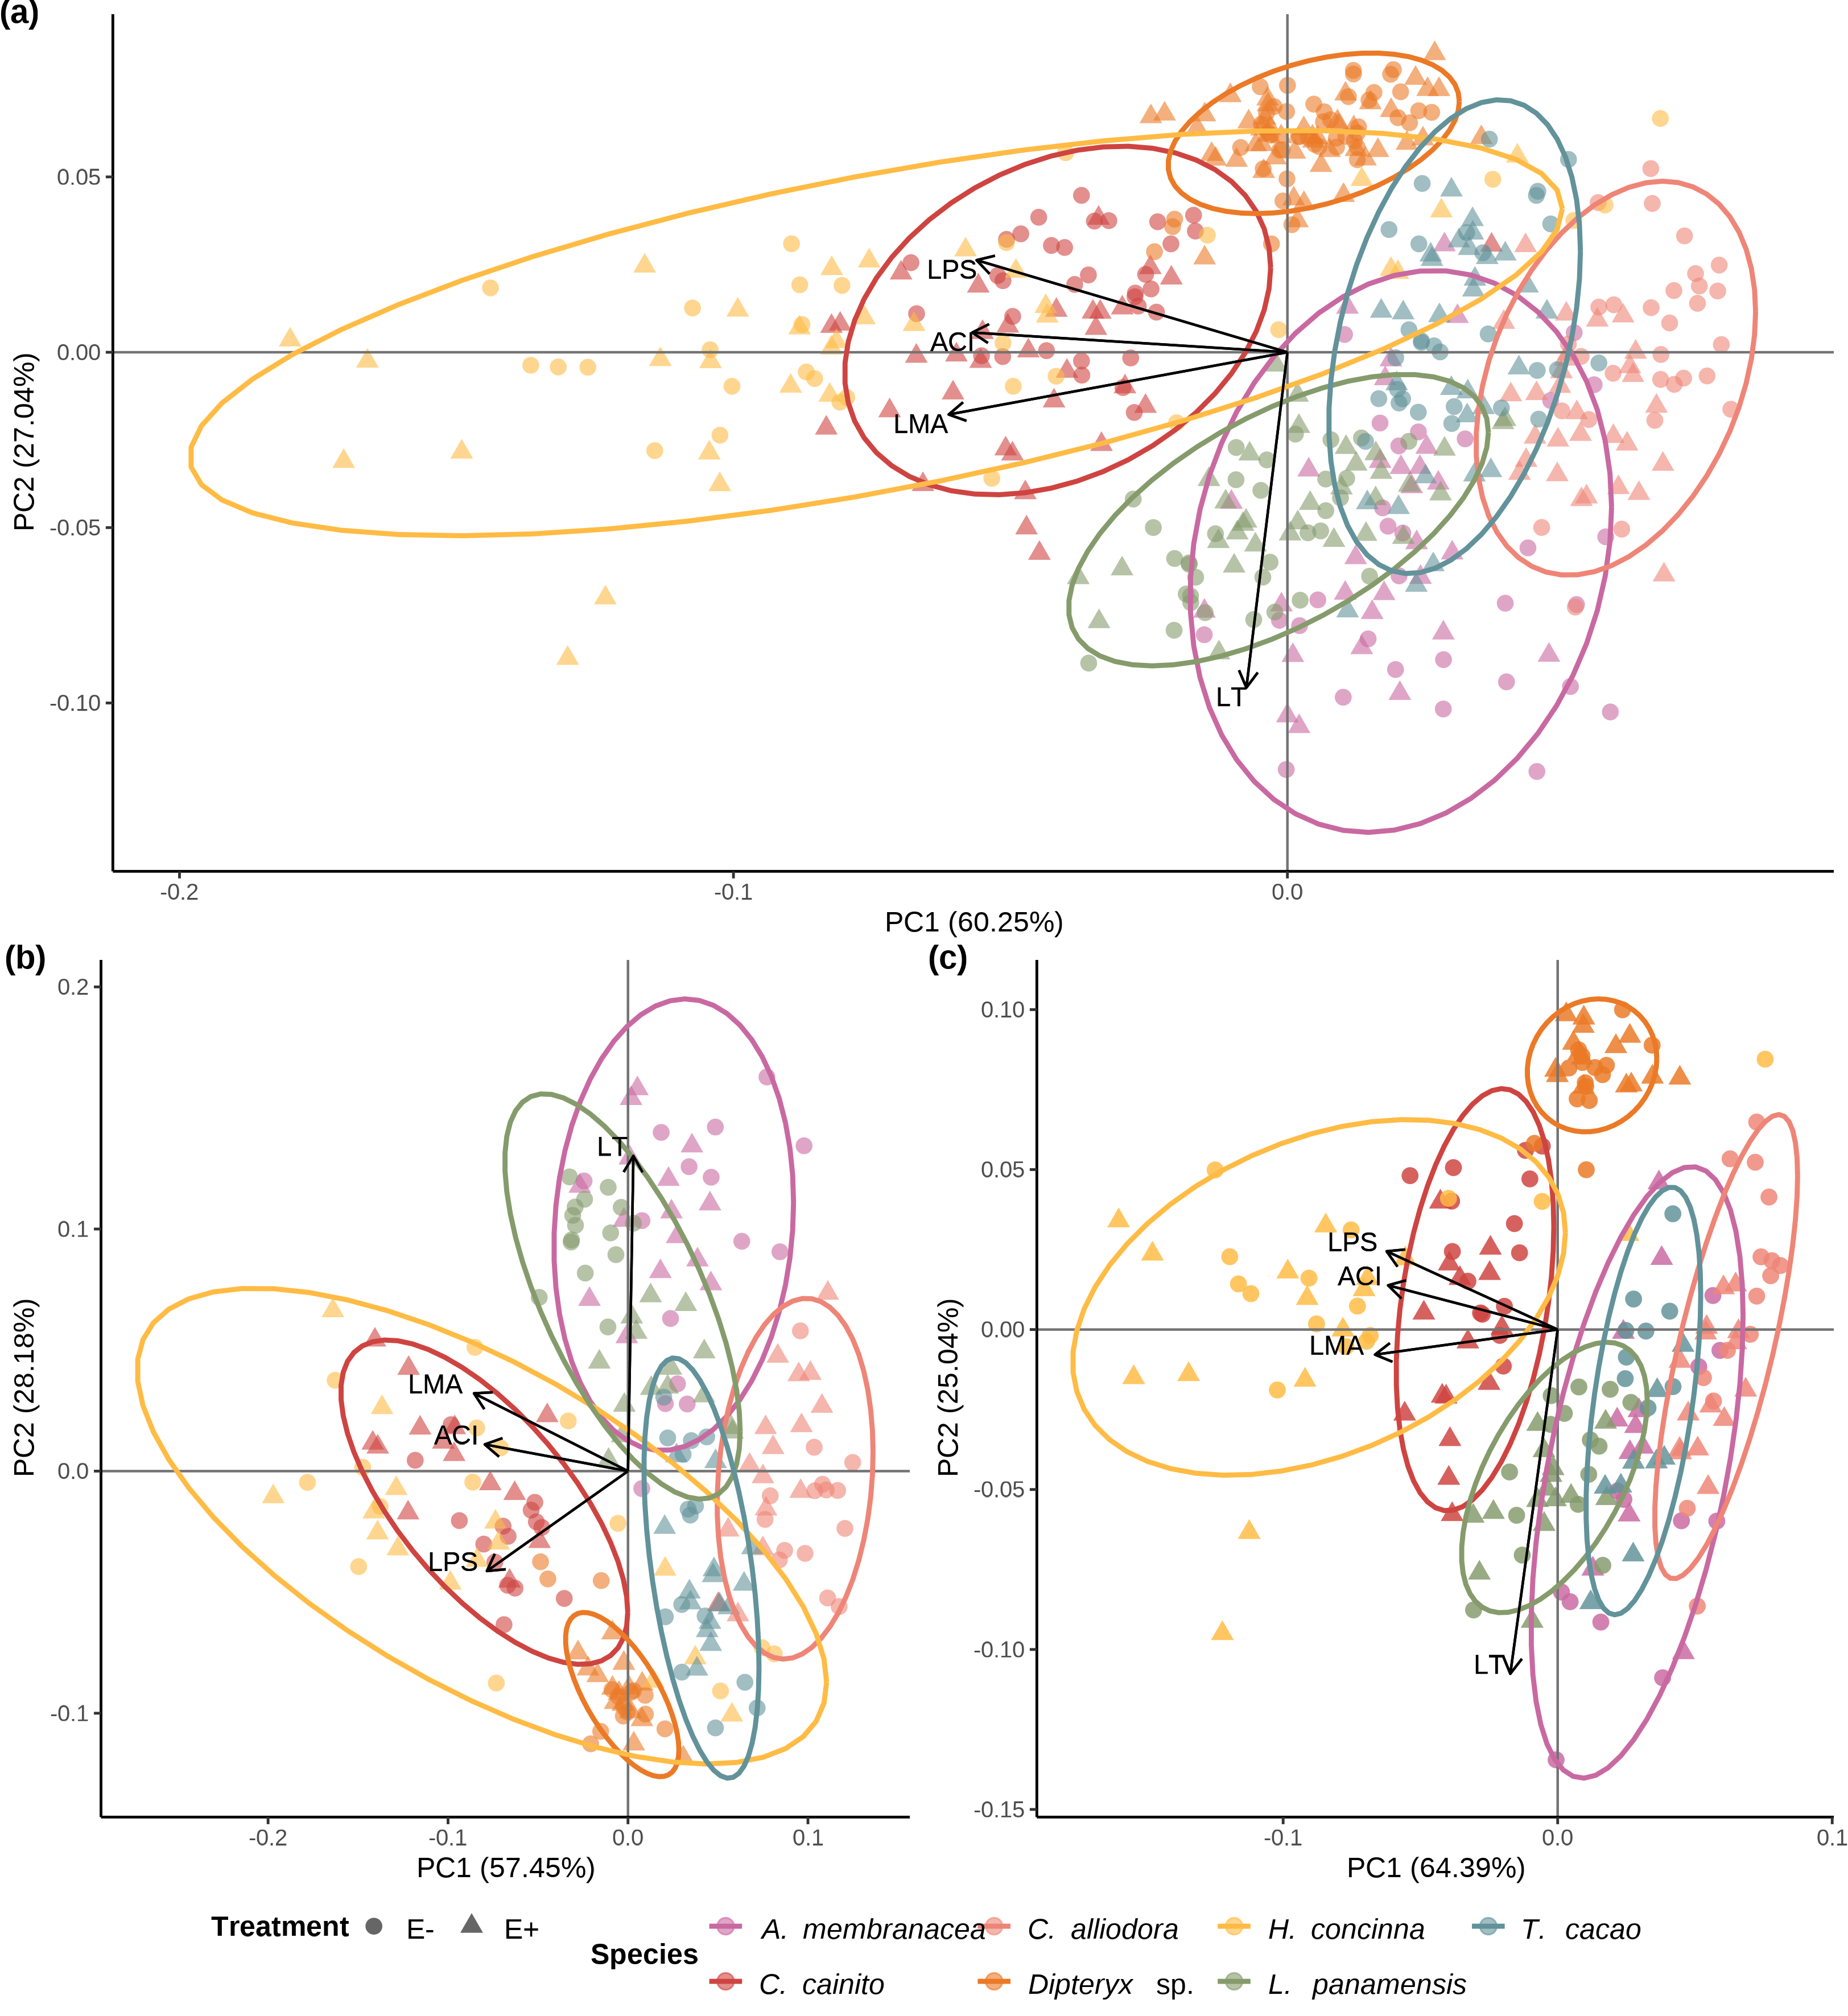 (a)
0.05
0.00
-0.05
-0.10
PC2 (27.04%)
LPS
ACI
LMA
LT
-0.2 -0.1 0.0
PC1 (60.25%)
(b)
0.2
0.1
0.0
-0.1
PC2 (28.18%)
LT
LMA
ACI
LPS
-0.2 -0.1 0.0 0.1
PC1 (57.45%)
(c)
0.10
0.05
0.00
-0.05
-0.10
-0.15
PC2 (25.04%)
LPS
ACI
LMA
LT
-0.1 0.0 0.1
PC1 (64.39%)
Treatment E- E+
Species
A. membranacea C. alliodora H. concinna T. cacao
C. cainito Dipteryx sp. L. panamensis